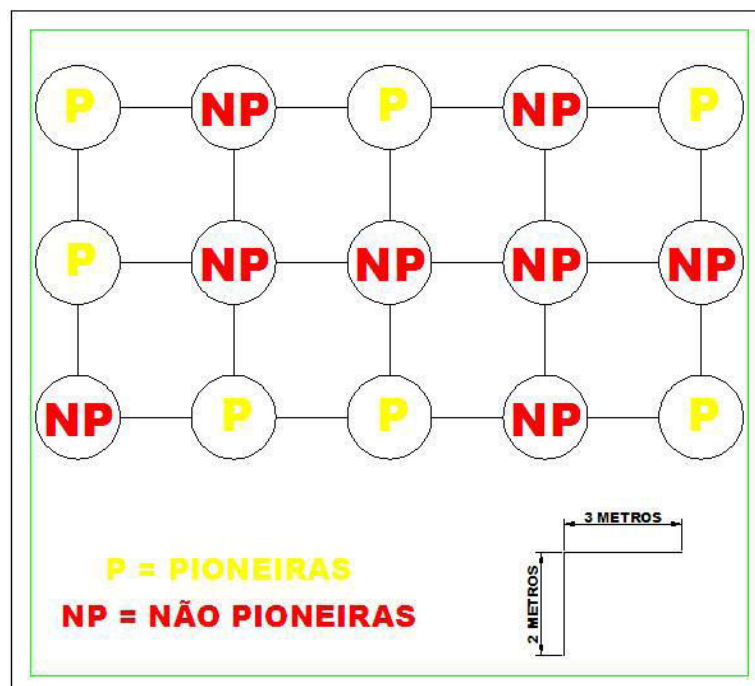 P NP P NP P
P NP NP NP NP
NP P P NP P
3 METROS
2 METROS
P = PIONEIRAS
NP = NÃO PIONEIRAS